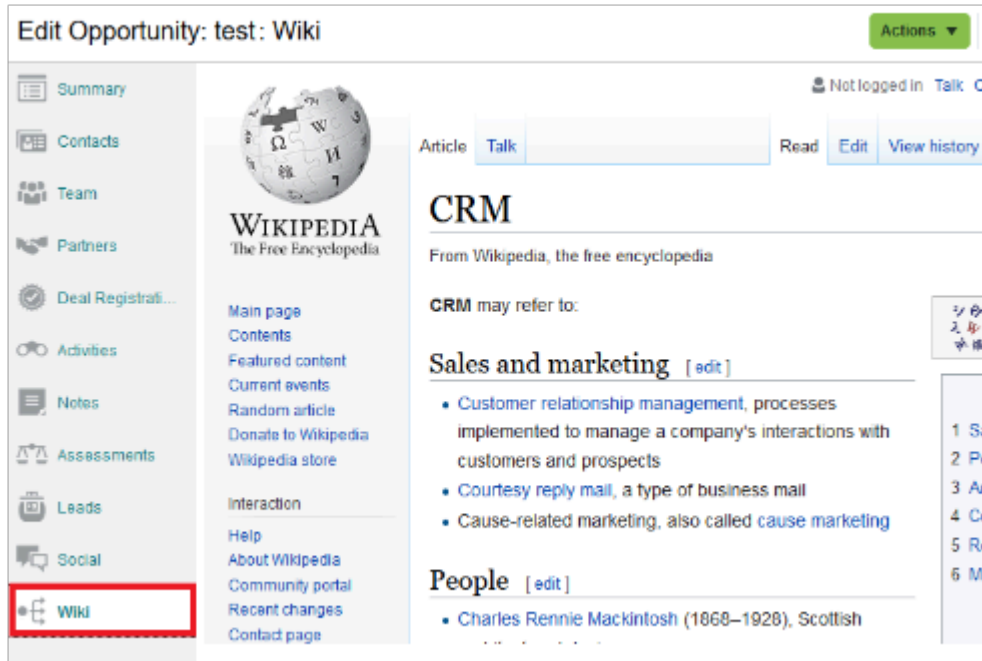 Edit Opportunity: test: Wiki
Actions
Summary
Contacts
Team
Partners
Deal Registrati...
Activities
Notes
Assessments
Leads
Social
Wiki
WIKIPEDIA
The Free Encyclopedia
Main page
Contents
Featured content
Current events
Random article
Donate to Wikipedia
Wikipedia store
Interaction
Help
About Wikipedia
Community portal
Recent changes
Contact page
Not logged in Talk
Article Talk Read Edit View history
CRM
From Wikipedia, the free encyclopedia
CRM may refer to:
Sales and marketing [edit]
• Customer relationship management, processes
implemented to manage a company's interactions with
customers and prospects
• Courtesy reply mail, a type of business mail
• Cause-related marketing, also called cause marketing
People [edit]
• Charles Rennie Mackintosh (1868–1928), Scottish
1
2
3
4
5
6